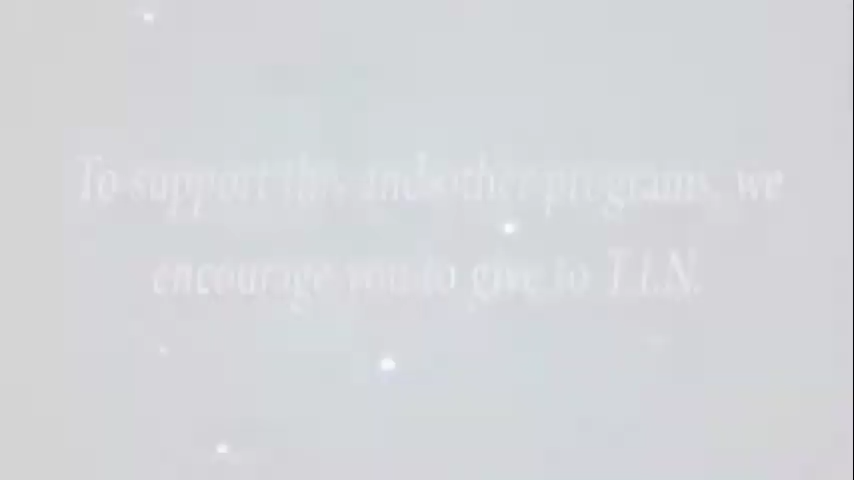 To support this and other programs, we
encourage you to give to T.I.N.